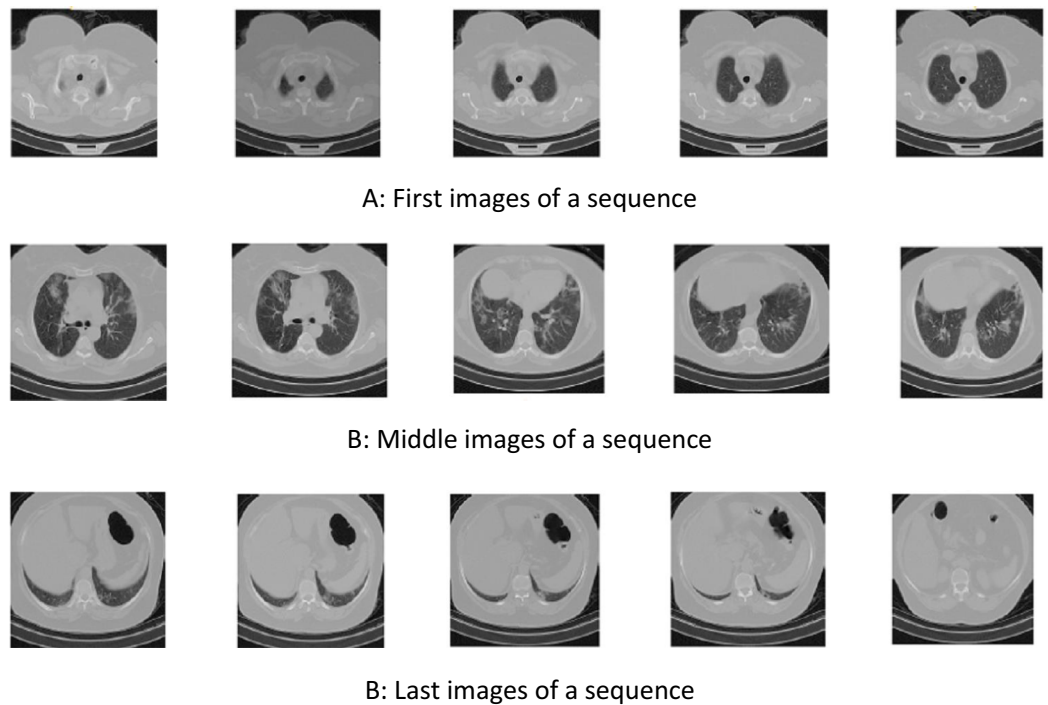 A: First images of a sequence
B: Middle images of a sequence
B: Last images of a sequence